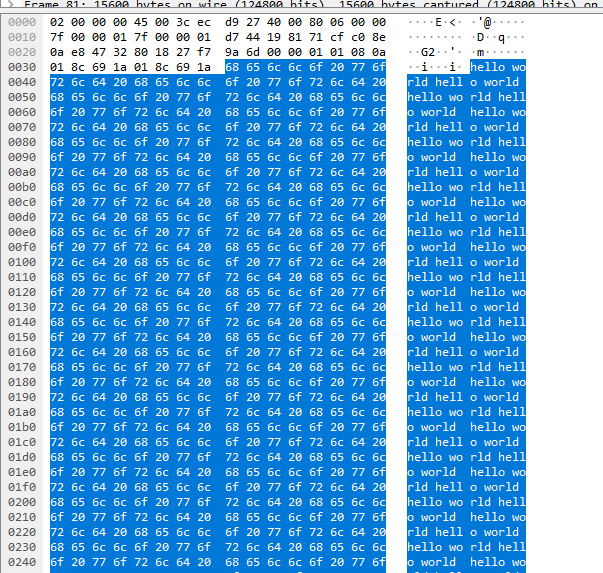 Frame 81: 15600 bytes on wire (124800 bits), 15600 bytes captured (124800 bits) on
0000 02 00 00 00 45 00 3c ec d9 27 40 00 80 06 00 00 ····E·<· ·'@·····
0010 7f 00 00 01 7f 00 00 01 d7 44 19 81 71 cf c0 8e ········ ·D··q···
0020 0a e8 47 32 80 18 27 f9 9a 6d 00 00 01 01 08 0a ··G2··'· ·m······
0030 01 8c 69 1a 01 8c 69 1a 68 65 6c 6c 6f 20 77 6f ··i···i· hello wo
0040 72 6c 64 20 68 65 6c 6c 6f 20 77 6f 72 6c 64 20 rld hell o world
0050 68 65 6c 6c 6f 20 77 6f 72 6c 64 20 68 65 6c 6c hello wo rld hell
0060 6f 20 77 6f 72 6c 64 20 68 65 6c 6c 6f 20 77 6f o world hello wo
0070 72 6c 64 20 68 65 6c 6c 6f 20 77 6f 72 6c 64 20 rld hell o world
0080 68 65 6c 6c 6f 20 77 6f 72 6c 64 20 68 65 6c 6c hello wo rld hell
0090 6f 20 77 6f 72 6c 64 20 68 65 6c 6c 6f 20 77 6f o world hello wo
00a0 72 6c 64 20 68 65 6c 6c 6f 20 77 6f 72 6c 64 20 rld hell o world
00b0 68 65 6c 6c 6f 20 77 6f 72 6c 64 20 68 65 6c 6c hello wo rld hell
00c0 6f 20 77 6f 72 6c 64 20 68 65 6c 6c 6f 20 77 6f o world hello wo
00d0 72 6c 64 20 68 65 6c 6c 6f 20 77 6f 72 6c 64 20 rld hell o world
00e0 68 65 6c 6c 6f 20 77 6f 72 6c 64 20 68 65 6c 6c hello wo rld hell
00f0 6f 20 77 6f 72 6c 64 20 68 65 6c 6c 6f 20 77 6f o world hello wo
0100 72 6c 64 20 68 65 6c 6c 6f 20 77 6f 72 6c 64 20 rld hell o world
0110 68 65 6c 6c 6f 20 77 6f 72 6c 64 20 68 65 6c 6c hello wo rld hell
0120 6f 20 77 6f 72 6c 64 20 68 65 6c 6c 6f 20 77 6f o world hello wo
0130 72 6c 64 20 68 65 6c 6c 6f 20 77 6f 72 6c 64 20 rld hell o world
0140 68 65 6c 6c 6f 20 77 6f 72 6c 64 20 68 65 6c 6c hello wo rld hell
0150 6f 20 77 6f 72 6c 64 20 68 65 6c 6c 6f 20 77 6f o world hello wo
0160 72 6c 64 20 68 65 6c 6c 6f 20 77 6f 72 6c 64 20 rld hell o world
0170 68 65 6c 6c 6f 20 77 6f 72 6c 64 20 68 65 6c 6c hello wo rld hell
0180 6f 20 77 6f 72 6c 64 20 68 65 6c 6c 6f 20 77 6f o world hello wo
0190 72 6c 64 20 68 65 6c 6c 6f 20 77 6f 72 6c 64 20 rld hell o world
01a0 68 65 6c 6c 6f 20 77 6f 72 6c 64 20 68 65 6c 6c hello wo rld hell
01b0 6f 20 77 6f 72 6c 64 20 68 65 6c 6c 6f 20 77 6f o world hello wo
01c0 72 6c 64 20 68 65 6c 6c 6f 20 77 6f 72 6c 64 20 rld hell o world
01d0 68 65 6c 6c 6f 20 77 6f 72 6c 64 20 68 65 6c 6c hello wo rld hell
01e0 6f 20 77 6f 72 6c 64 20 68 65 6c 6c 6f 20 77 6f o world hello wo
01f0 72 6c 64 20 68 65 6c 6c 6f 20 77 6f 72 6c 64 20 rld hell o world
0200 68 65 6c 6c 6f 20 77 6f 72 6c 64 20 68 65 6c 6c hello wo rld hell
0210 6f 20 77 6f 72 6c 64 20 68 65 6c 6c 6f 20 77 6f o world hello wo
0220 72 6c 64 20 68 65 6c 6c 6f 20 77 6f 72 6c 64 20 rld hell o world
0230 68 65 6c 6c 6f 20 77 6f 72 6c 64 20 68 65 6c 6c hello wo rld hell
0240 6f 20 77 6f 72 6c 64 20 68 65 6c 6c 6f 20 77 6f o world hello wo